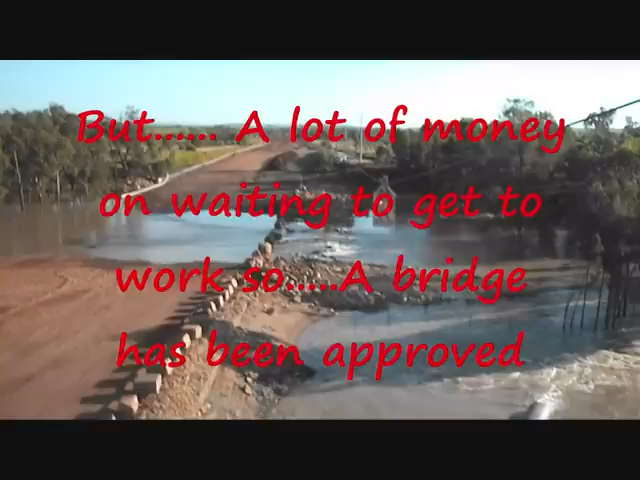 But...... A lot of money
on waiting to get to
work so.....A bridge
has been approved